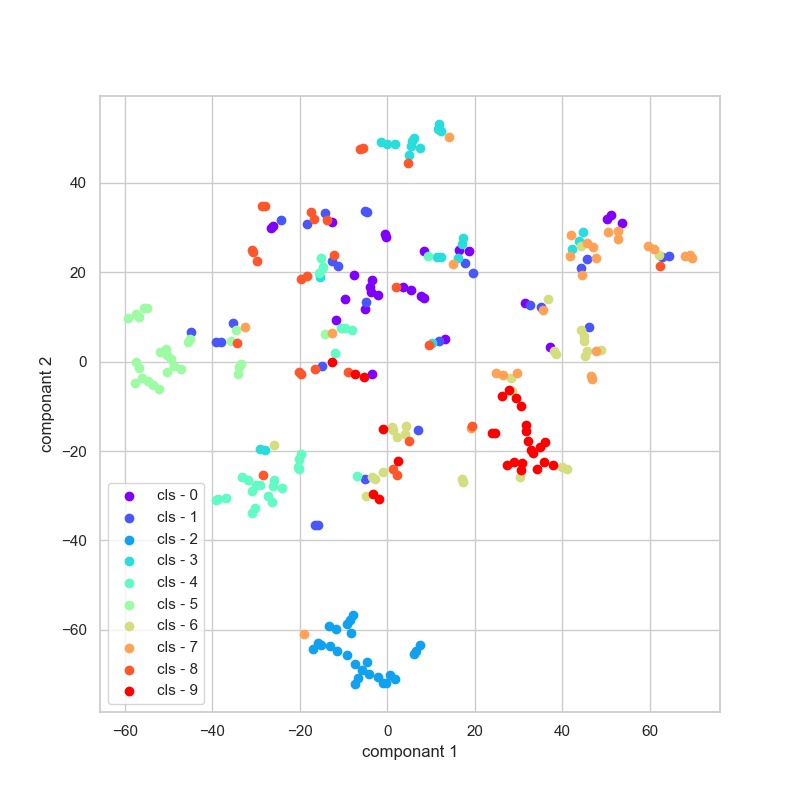 40
20
0
−20
−40
−60
componant 2
cls - 0
cls - 1
cls - 2
cls - 3
cls - 4
cls - 5
cls - 6
cls - 7
cls - 8
cls - 9
−60 −40 −20 0 20 40 60
componant 1